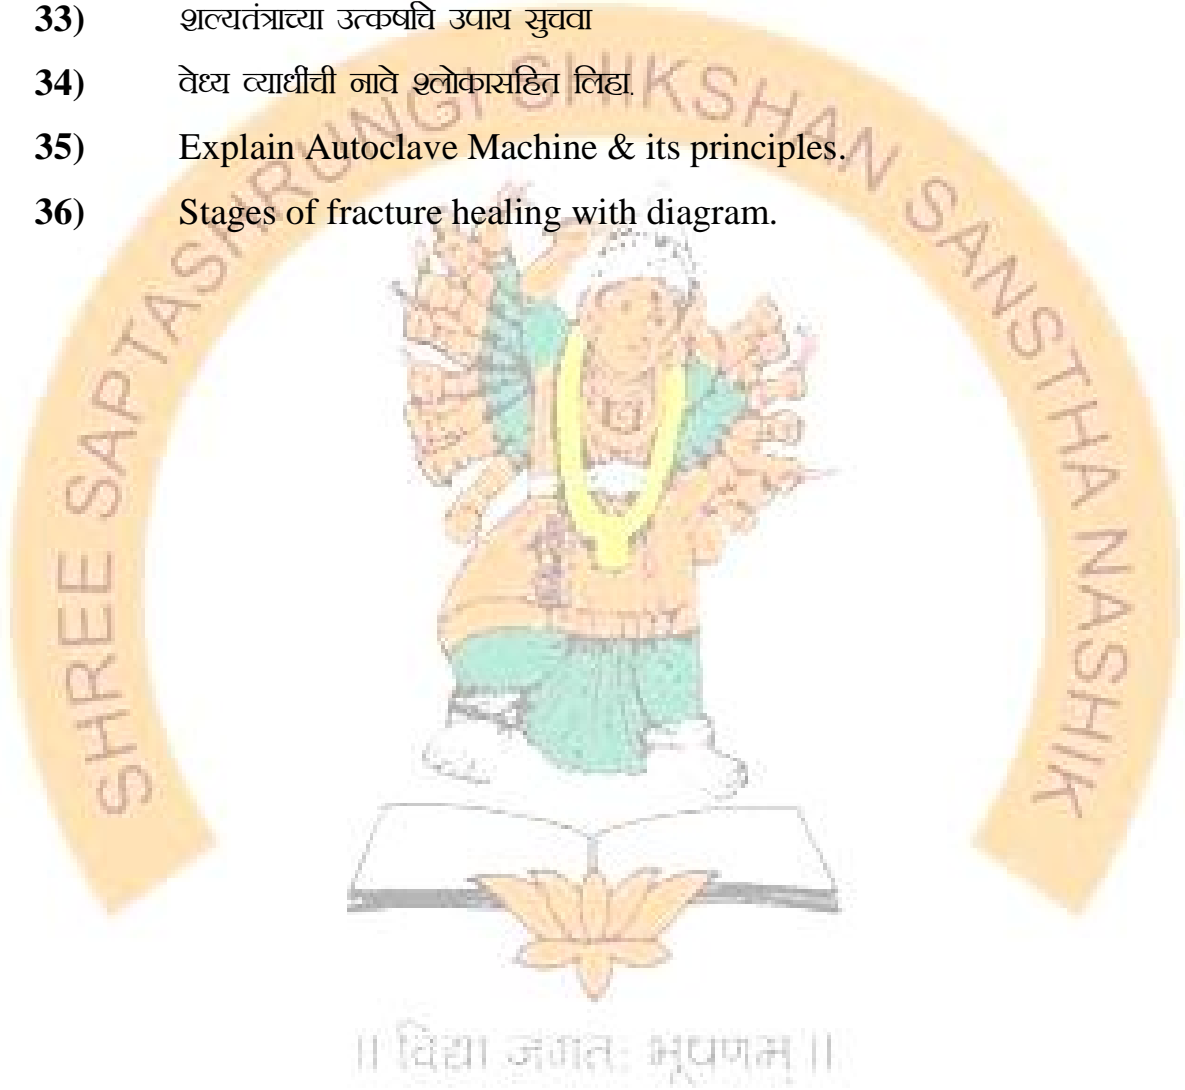 33) शल्यतंत्राच्या उत्कर्षाचे उपाय सुचवा
34) वेध्य व्याधींची नावे श्लोकासहित लिहा.
35) Explain Autoclave Machine & its principles.
36) Stages of fracture healing with diagram.
SHREE SAPTASHRUNGI SHIKSHAN SANSTHA NASHIK
।। विद्या जगतः भूषणम् ।।